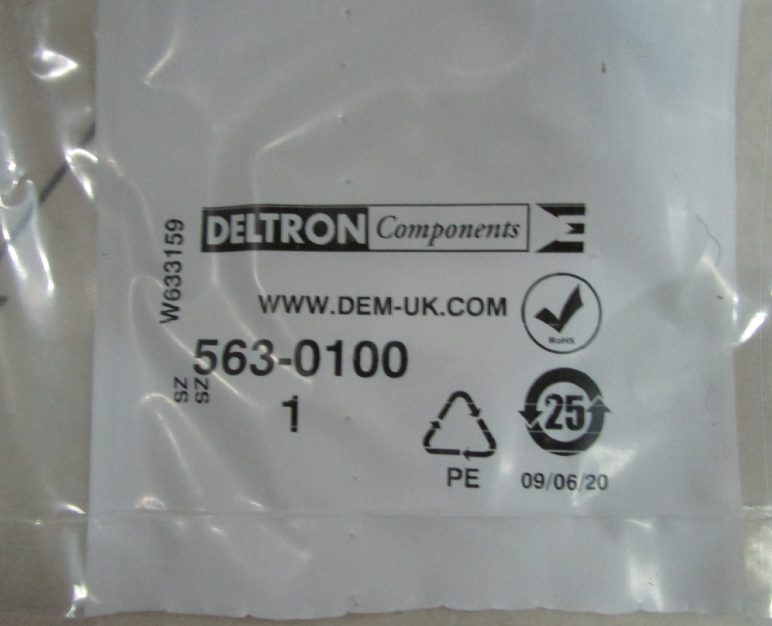 DELTRON Components
W633159
WWW.DEM-UK.COM
RoHS
563-0100
SZ
SZ
1
25
PE
09/06/20